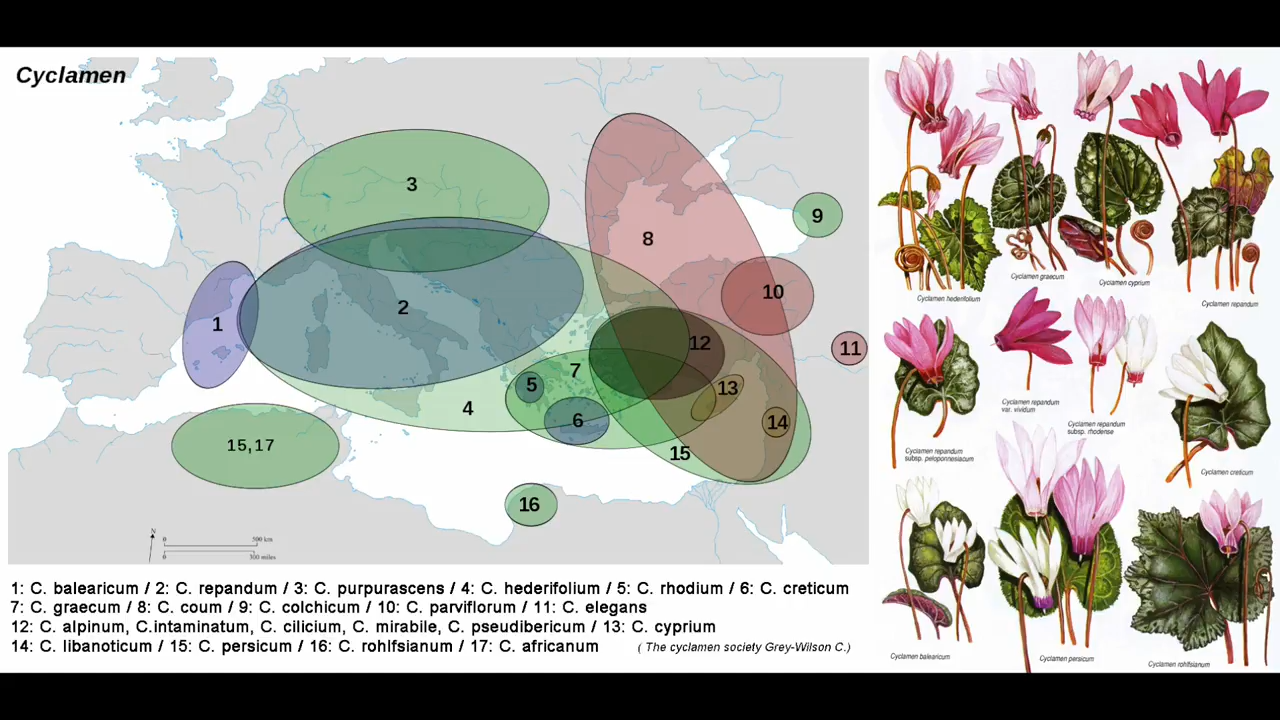 Cyclamen
3
9
8
10
2
1
12
11
7
5
13
4
6
14
15,17
15
16
N
0 500 km
0 300 miles
1: C. balearicum / 2: C. repandum / 3: C. purpurascens / 4: C. hederifolium / 5: C. rhodium / 6: C. creticum
7: C. graecum / 8: C. coum / 9: C. colchicum / 10: C. parviflorum / 11: C. elegans
12: C. alpinum, C.intaminatum, C. cilicium, C. mirabile, C. pseudibericum / 13: C. cyprium
14: C. libanoticum / 15: C. persicum / 16: C. rohlfsianum / 17: C. africanum
( The cyclamen society Grey-Wilson C.)
Cyclamen hederifolium
Cyclamen graecum
Cyclamen cyprium
Cyclamen repandum
Cyclamen repandum
subsp. peloponnesiacum
Cyclamen repandum
var. vividum
Cyclamen repandum
subsp. rhodense
Cyclamen creticum
Cyclamen balearicum
Cyclamen persicum
Cyclamen rohlfsianum